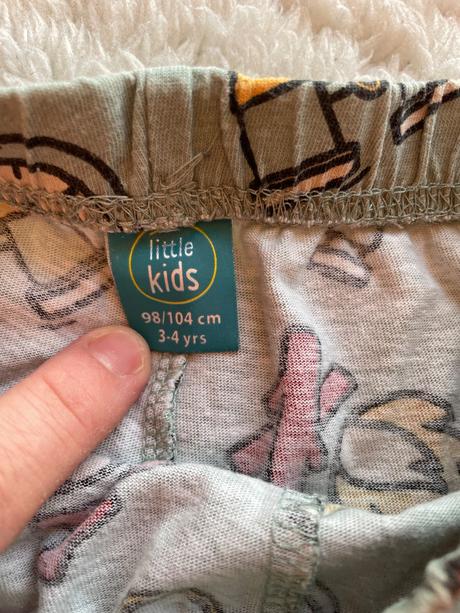 little
kids
98/104 cm
3-4 yrs